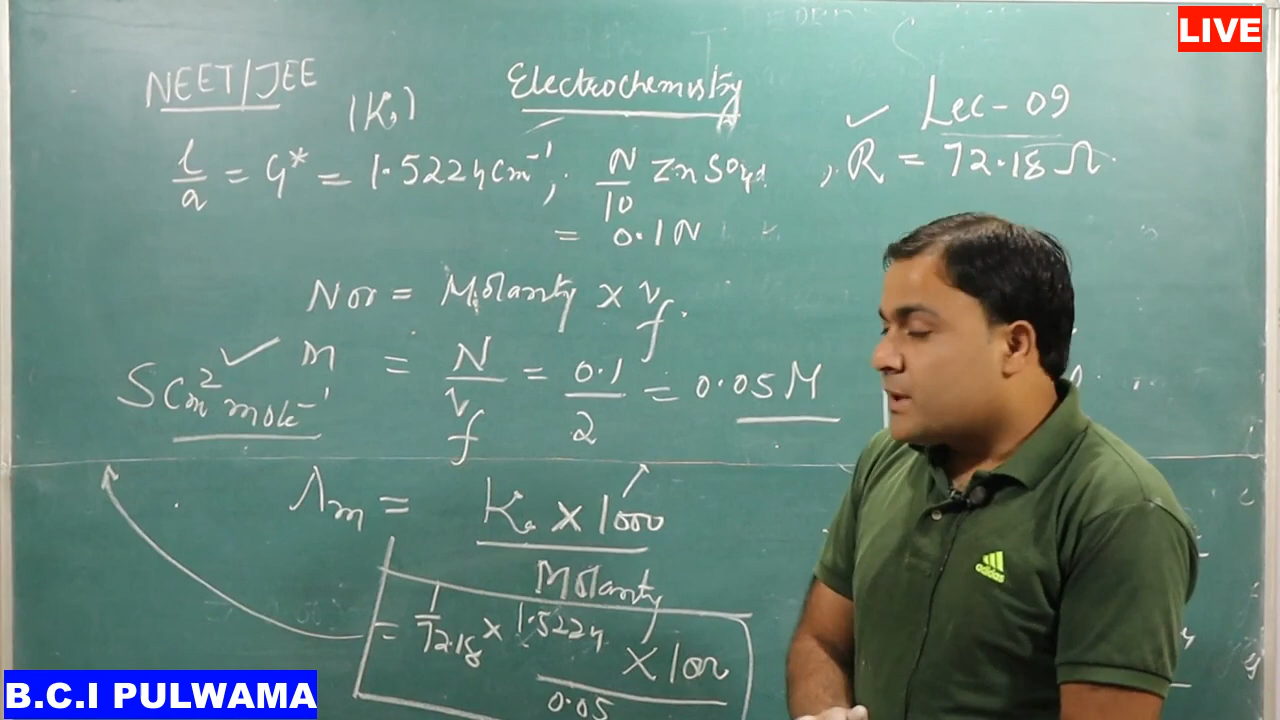 LIVE
NEET/JEE
Electrochemistry
Lec-09
(K)
l/a = G* = 1.5224 cm⁻¹, N/10 ZnSO4, R = 72.18 Ω
= 0.1 N
Nor = Molarity × vf
m = N/vf = 0.1/2 = 0.05 M
S cm² mole⁻¹
Λm = K × 1000 / Molarity
= 1/72.18 × 1.5224 × 1000 / 0.05
adidas
B.C.I PULWAMA